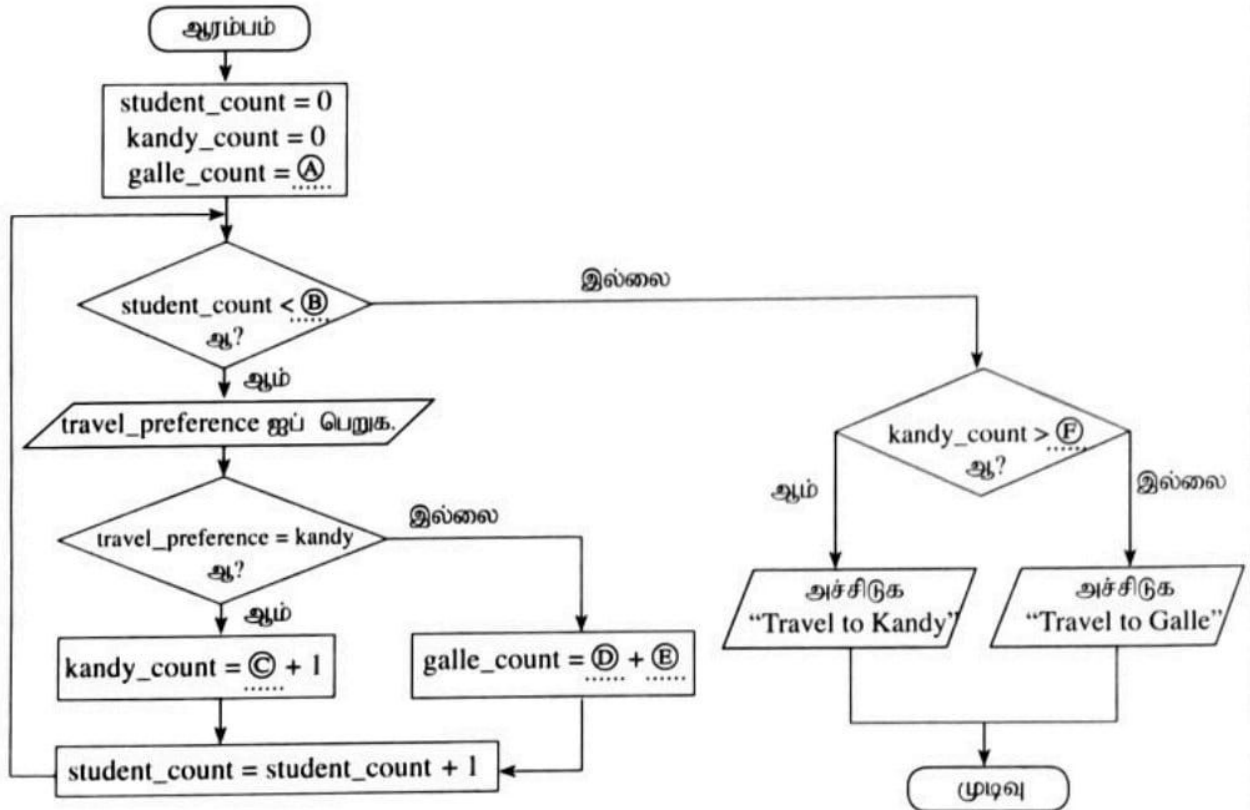 ஆரம்பம்
student_count = 0
kandy_count = 0
galle_count = Ⓐ
student_count < Ⓑ
ஆ?
இல்லை
ஆம்
travel_preference ஐப் பெறுக.
travel_preference = kandy
ஆ?
இல்லை
ஆம்
kandy_count = Ⓒ + 1
galle_count = Ⓓ + Ⓔ
student_count = student_count + 1
kandy_count > Ⓕ
ஆ?
ஆம்
இல்லை
அச்சிடுக
“Travel to Kandy”
அச்சிடுக
“Travel to Galle”
முடிவு